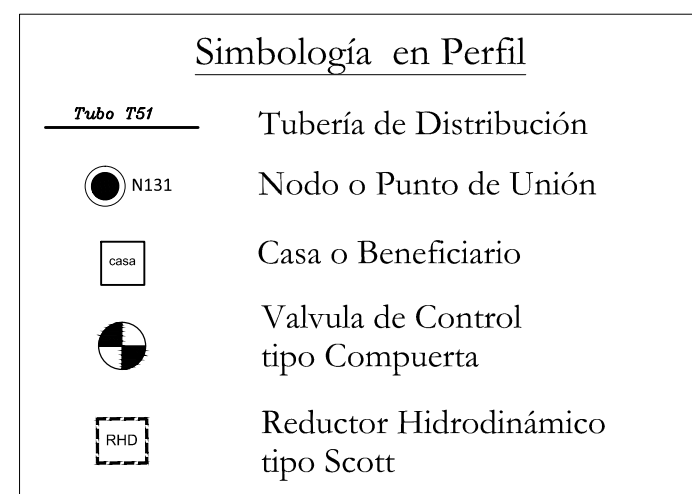 Simbología en Perfil
Tubo T51
Tubería de Distribución
N131
Nodo o Punto de Unión
casa
Casa o Beneficiario
Valvula de Control
tipo Compuerta
RHD
Reductor Hidrodinámico
tipo Scott